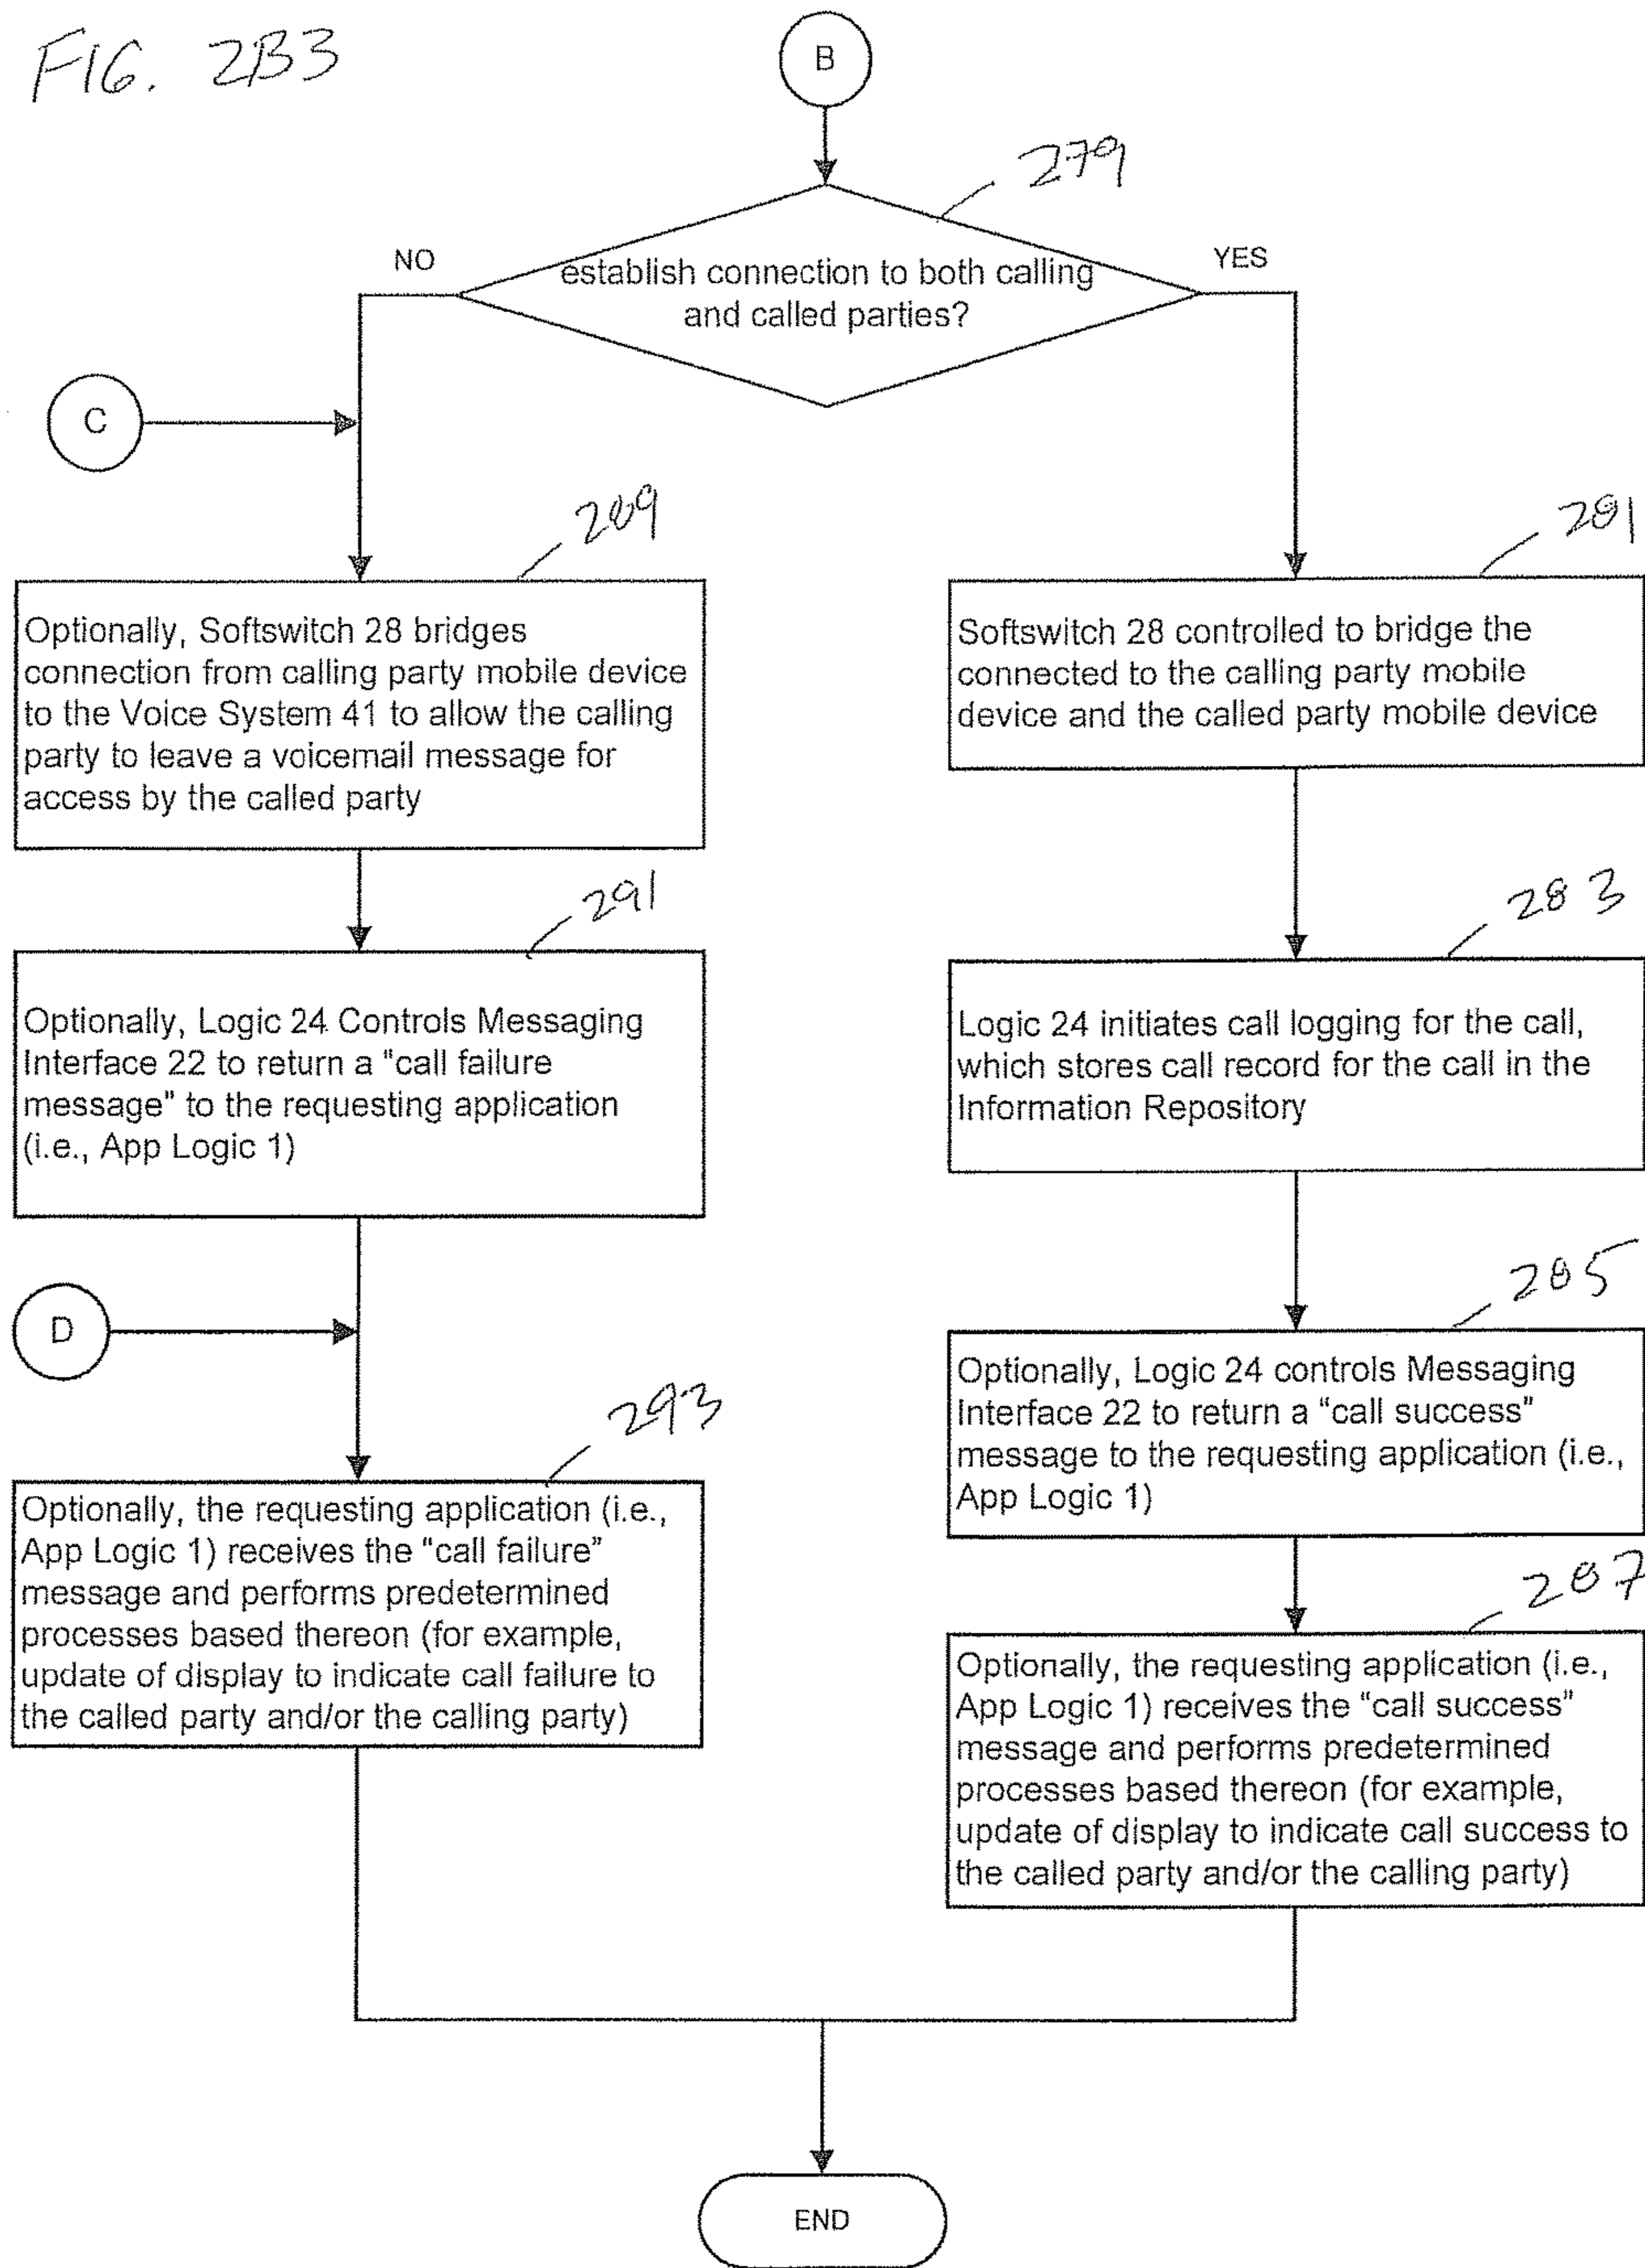 FIG. 2B3
B
279
NO
YES
establish connection to both calling
and called parties?
C
289
Optionally, Softswitch 28 bridges
connection from calling party mobile device
to the Voice System 41 to allow the calling
party to leave a voicemail message for
access by the called party
291
Optionally, Logic 24 Controls Messaging
Interface 22 to return a "call failure
message" to the requesting application
(i.e., App Logic 1)
D
293
Optionally, the requesting application (i.e.,
App Logic 1) receives the "call failure"
message and performs predetermined
processes based thereon (for example,
update of display to indicate call failure to
the called party and/or the calling party)
281
Softswitch 28 controlled to bridge the
connected to the calling party mobile
device and the called party mobile device
283
Logic 24 initiates call logging for the call,
which stores call record for the call in the
Information Repository
285
Optionally, Logic 24 controls Messaging
Interface 22 to return a “call success”
message to the requesting application (i.e.,
App Logic 1)
287
Optionally, the requesting application (i.e.,
App Logic 1) receives the “call success”
message and performs predetermined
processes based thereon (for example,
update of display to indicate call success to
the called party and/or the calling party)
END